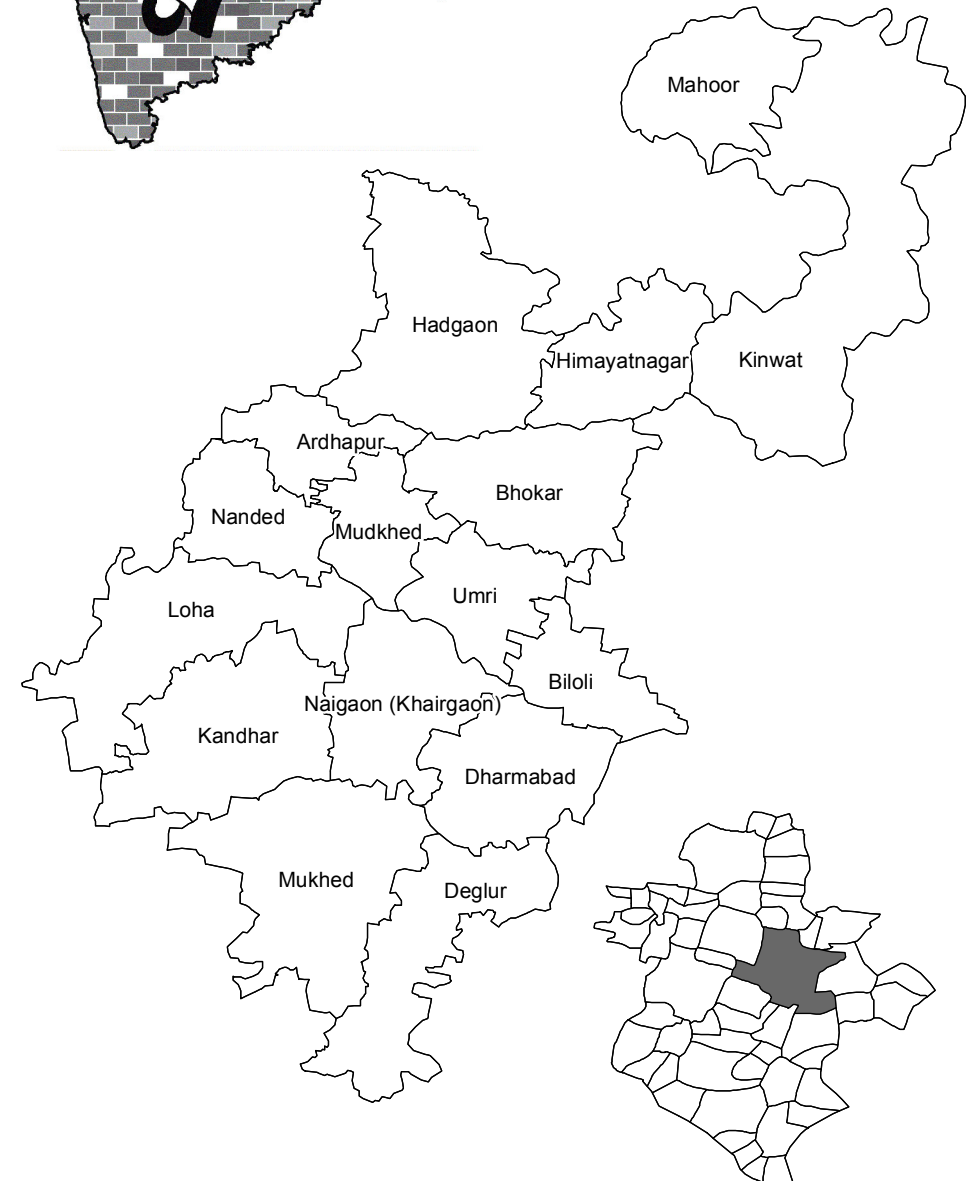 Mahoor
Hadgaon
Himayatnagar
Kinwat
Ardhapur
Bhokar
Nanded
Mudkhed
Umri
Loha
Biloli
Naigaon (Khairgaon)
Kandhar
Dharmabad
Mukhed
Deglur